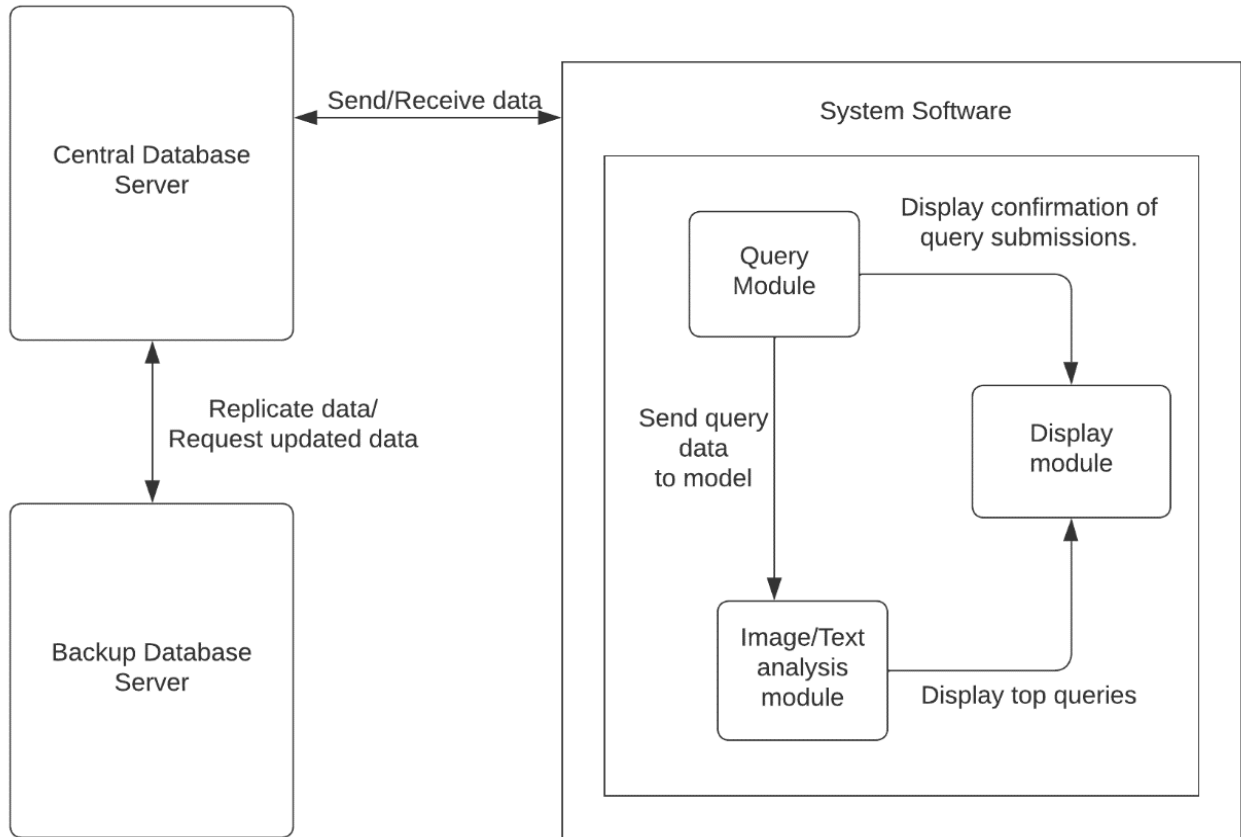 Send/Receive data
System Software
Central Database
Server
Display confirmation of
query submissions.
Query
Module
Replicate data/
Request updated data
Send query
data
to model
Display
module
Backup Database
Server
Image/Text
analysis
module
Display top queries